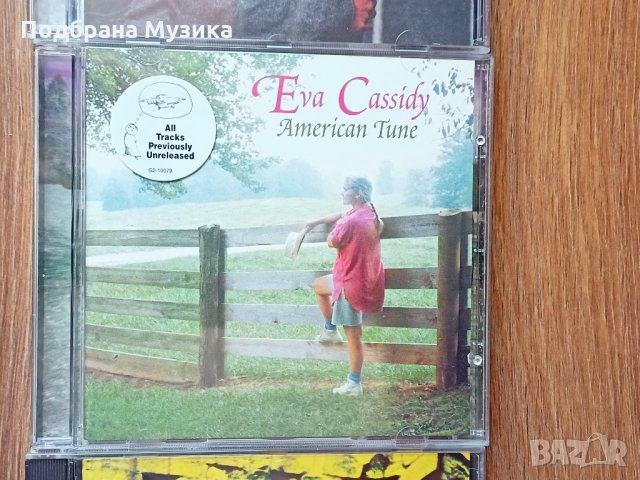 Подбрана Музика
Eva Cassidy
American Tune
All
Tracks
Previously
Unreleased
G2-10079
BAZAR